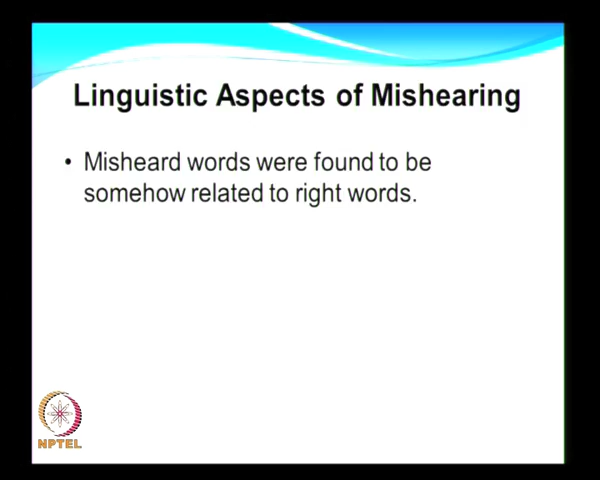 Linguistic Aspects of Mishearing
• Misheard words were found to be
somehow related to right words.
NPTEL